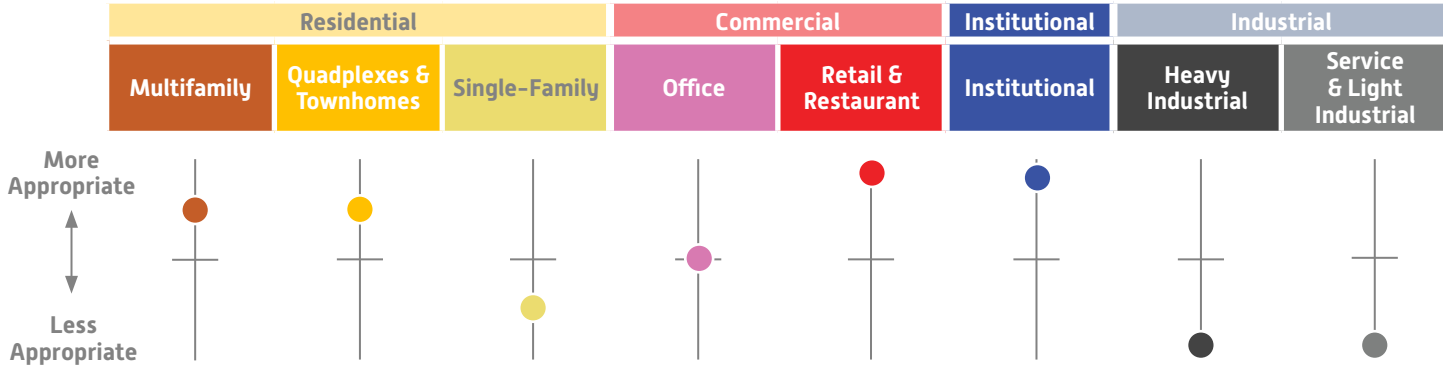 Residential
Commercial
Institutional
Industrial
Multifamily
Quadplexes &
Townhomes
Single-Family
Office
Retail &
Restaurant
Institutional
Heavy
Industrial
Service
& Light
Industrial
More
Appropriate
Less
Appropriate